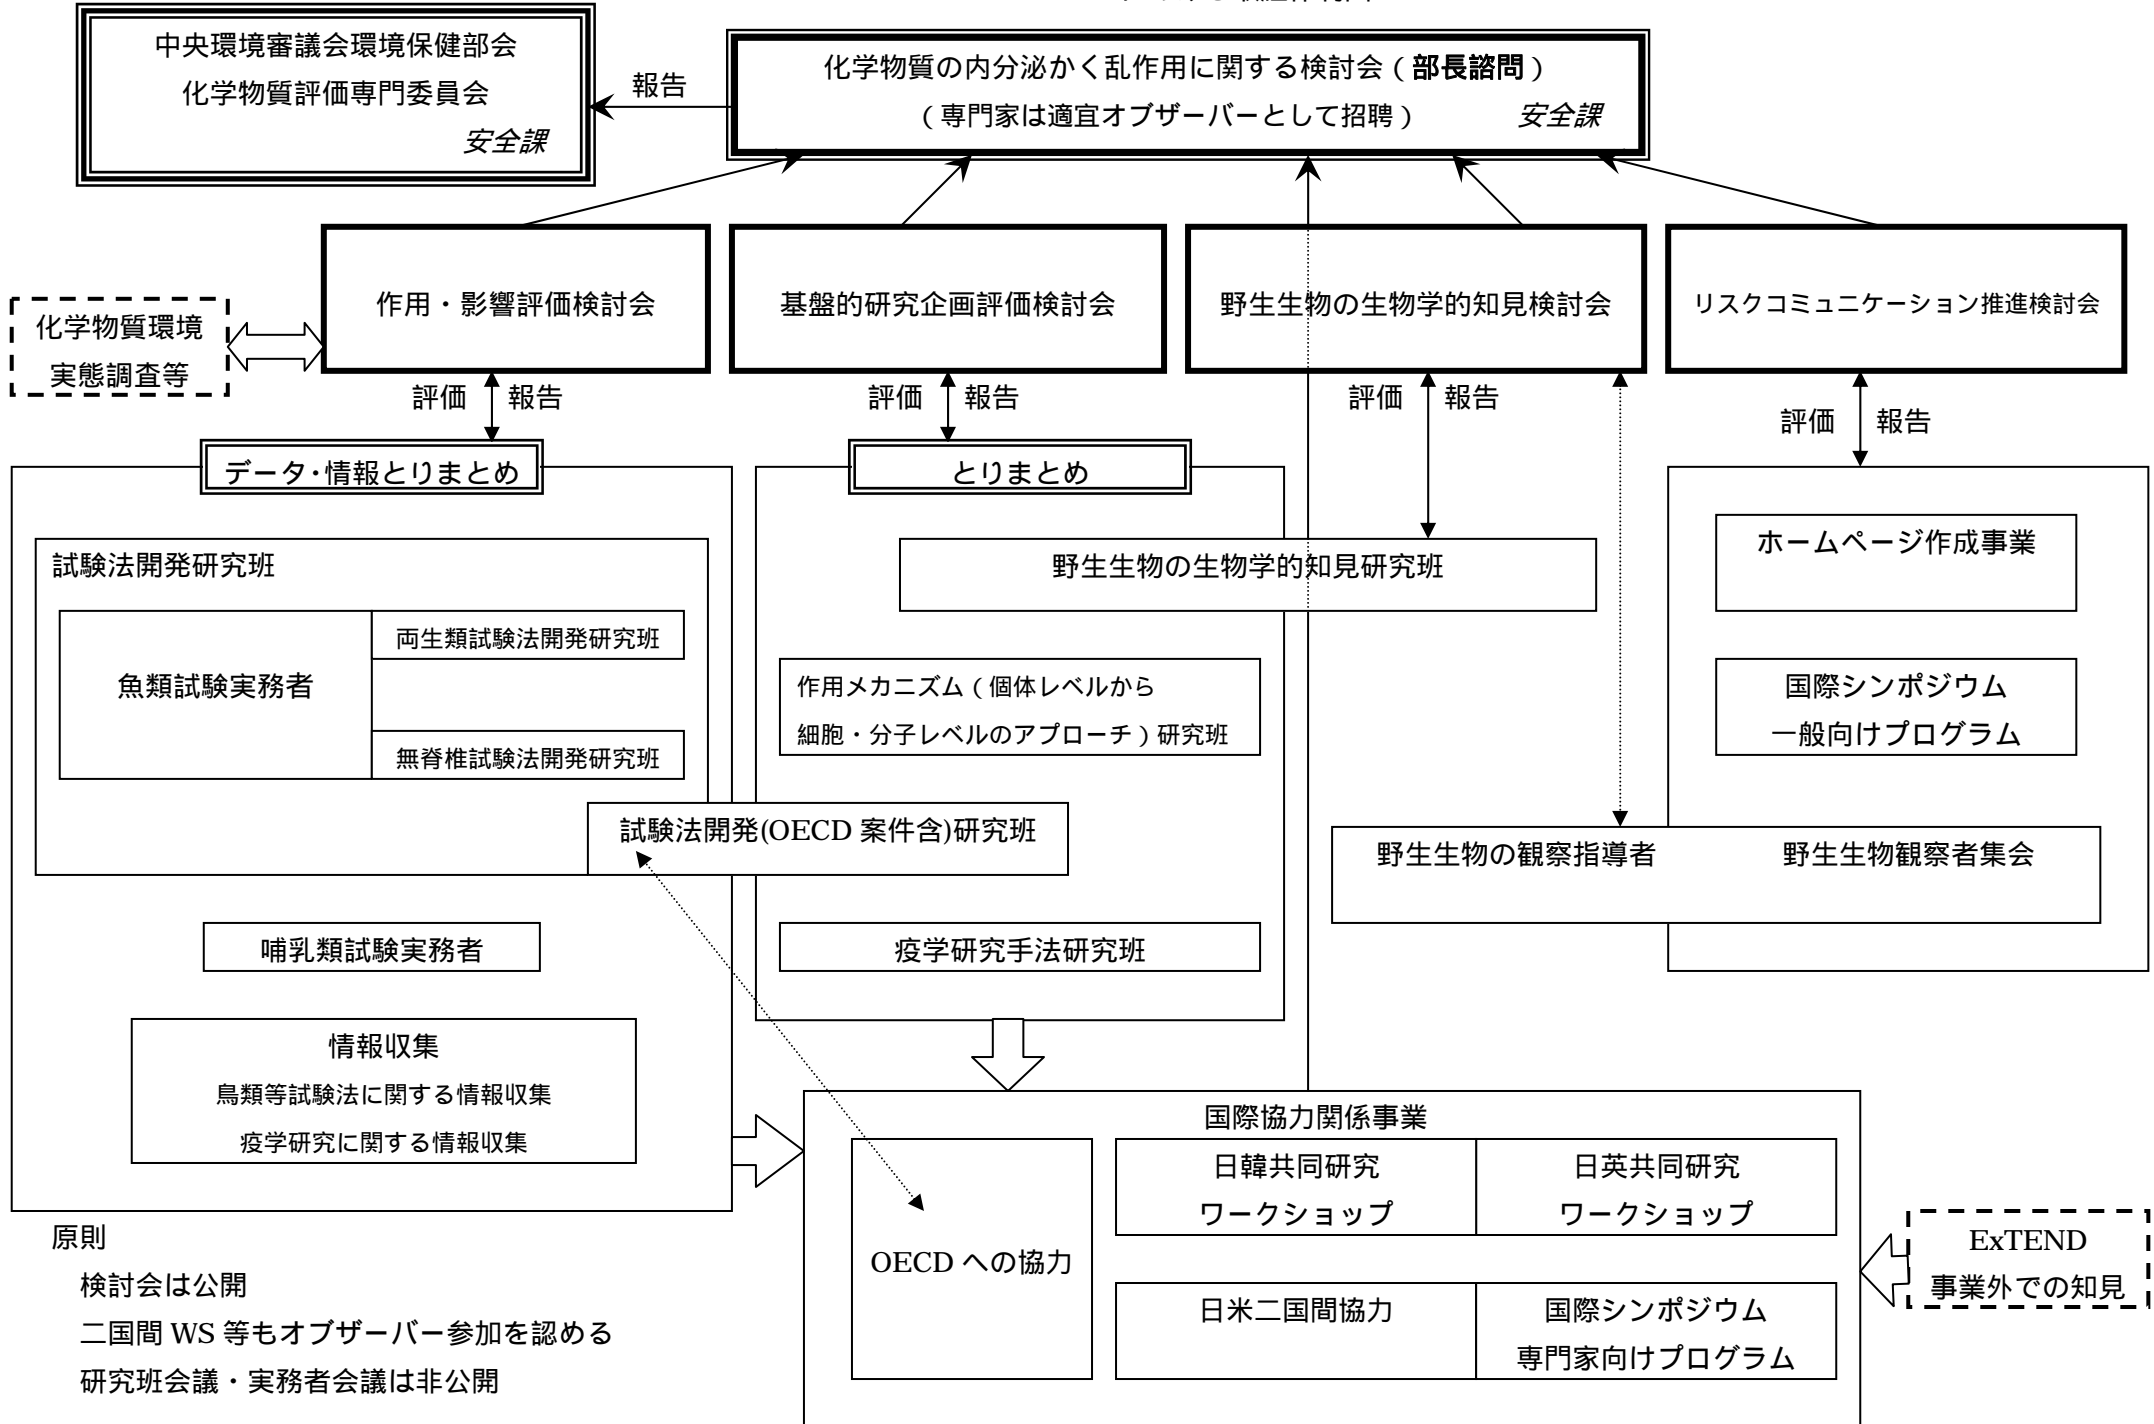 中央環境審議会環境保健部会
化学物質評価専門委員会
安全課
報告
化学物質の内分泌かく乱作用に関する検討会（部長諮問）
（専門家は適宜オブザーバーとして招聘） 安全課
作用・影響評価検討会
基盤的研究企画評価検討会
野生生物の生物学的知見検討会
リスクコミュニケーション推進検討会
化学物質環境
実態調査等
評価 報告
評価 報告
評価 報告
評価 報告
データ・情報とりまとめ
試験法開発研究班
魚類試験実務者
両生類試験法開発研究班
無脊椎試験法開発研究班
試験法開発(OECD 案件含)研究班
哺乳類試験実務者
情報収集
鳥類等試験法に関する情報収集
疫学研究に関する情報収集
とりまとめ
野生生物の生物学的知見研究班
作用メカニズム（個体レベルから
細胞・分子レベルのアプローチ）研究班
疫学研究手法研究班
ホームページ作成事業
国際シンポジウム
一般向けプログラム
野生生物の観察指導者 野生生物観察者集会
国際協力関係事業
OECD への協力
日韓共同研究
ワークショップ
日英共同研究
ワークショップ
日米二国間協力
国際シンポジウム
専門家向けプログラム
ExTEND
事業外での知見
原則
検討会は公開
二国間 WS 等もオブザーバー参加を認める
研究班会議・実務者会議は非公開